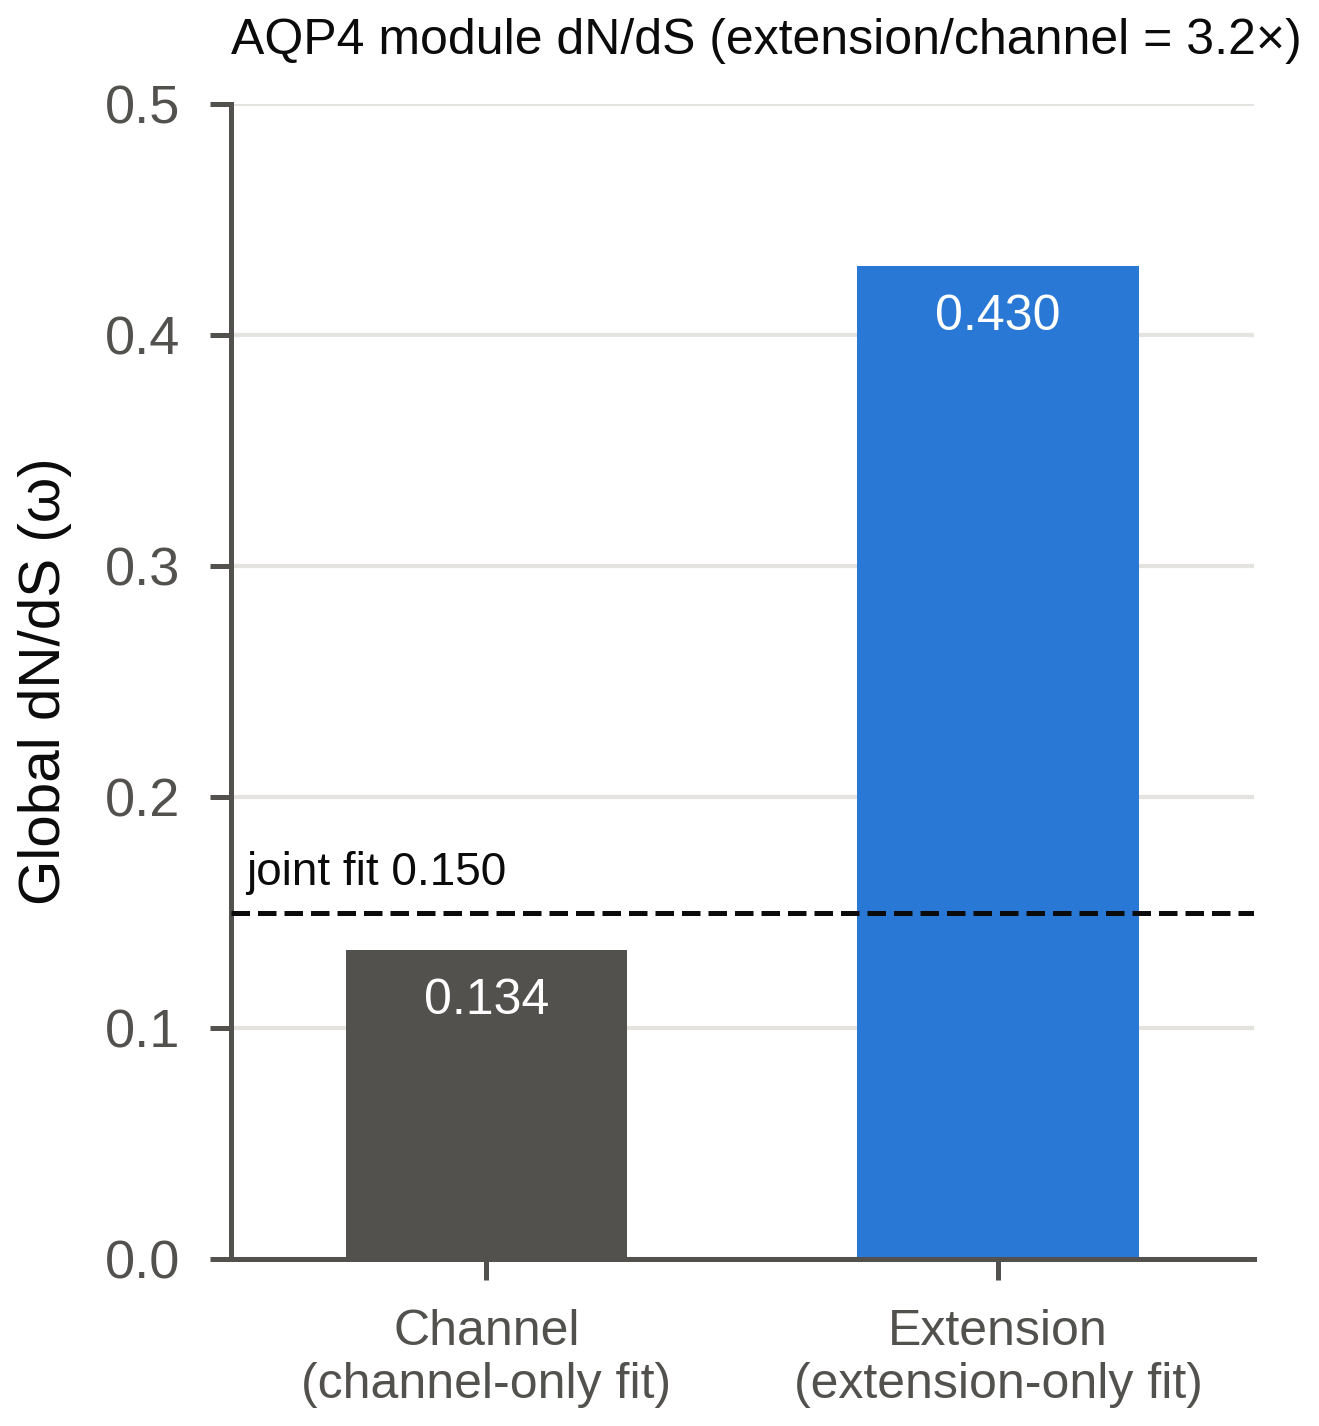 AQP4 module dN/dS (extension/channel = 3.2×)
Global dN/dS (ω)
0.5
0.4
0.3
0.2
0.1
0.0
joint fit 0.150
0.134
0.430
Channel
(channel-only fit)
Extension
(extension-only fit)